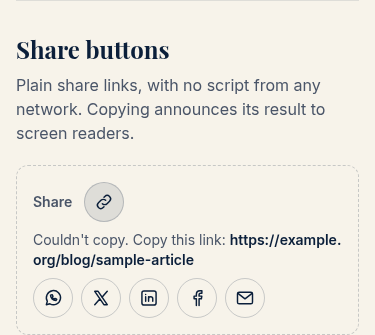 Share buttons
Plain share links, with no script from any
network. Copying announces its result to
screen readers.
Share
Couldn't copy. Copy this link: https://example.
org/blog/sample-article